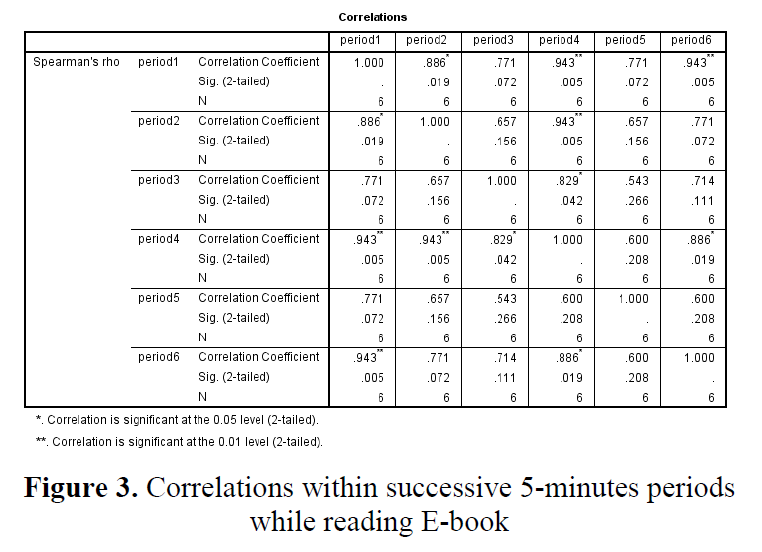 Correlations
period1 period2 period3 period4 period5 period6
Spearman's rho period1 Correlation Coefficient 1.000 .886* .771 .943** .771 .943**
Sig. (2-tailed) . .019 .072 .005 .072 .005
N 6 6 6 6 6 6
period2 Correlation Coefficient .886* 1.000 .657 .943** .657 .771
Sig. (2-tailed) .019 . .156 .005 .156 .072
N 6 6 6 6 6 6
period3 Correlation Coefficient .771 .657 1.000 .829* .543 .714
Sig. (2-tailed) .072 .156 . .042 .266 .111
N 6 6 6 6 6 6
period4 Correlation Coefficient .943** .943** .829* 1.000 .600 .886*
Sig. (2-tailed) .005 .005 .042 . .208 .019
N 6 6 6 6 6 6
period5 Correlation Coefficient .771 .657 .543 .600 1.000 .600
Sig. (2-tailed) .072 .156 .266 .208 . .208
N 6 6 6 6 6 6
period6 Correlation Coefficient .943** .771 .714 .886* .600 1.000
Sig. (2-tailed) .005 .072 .111 .019 .208 .
N 6 6 6 6 6 6
*. Correlation is significant at the 0.05 level (2-tailed).
**. Correlation is significant at the 0.01 level (2-tailed).
Figure 3. Correlations within successive 5-minutes periods
while reading E-book